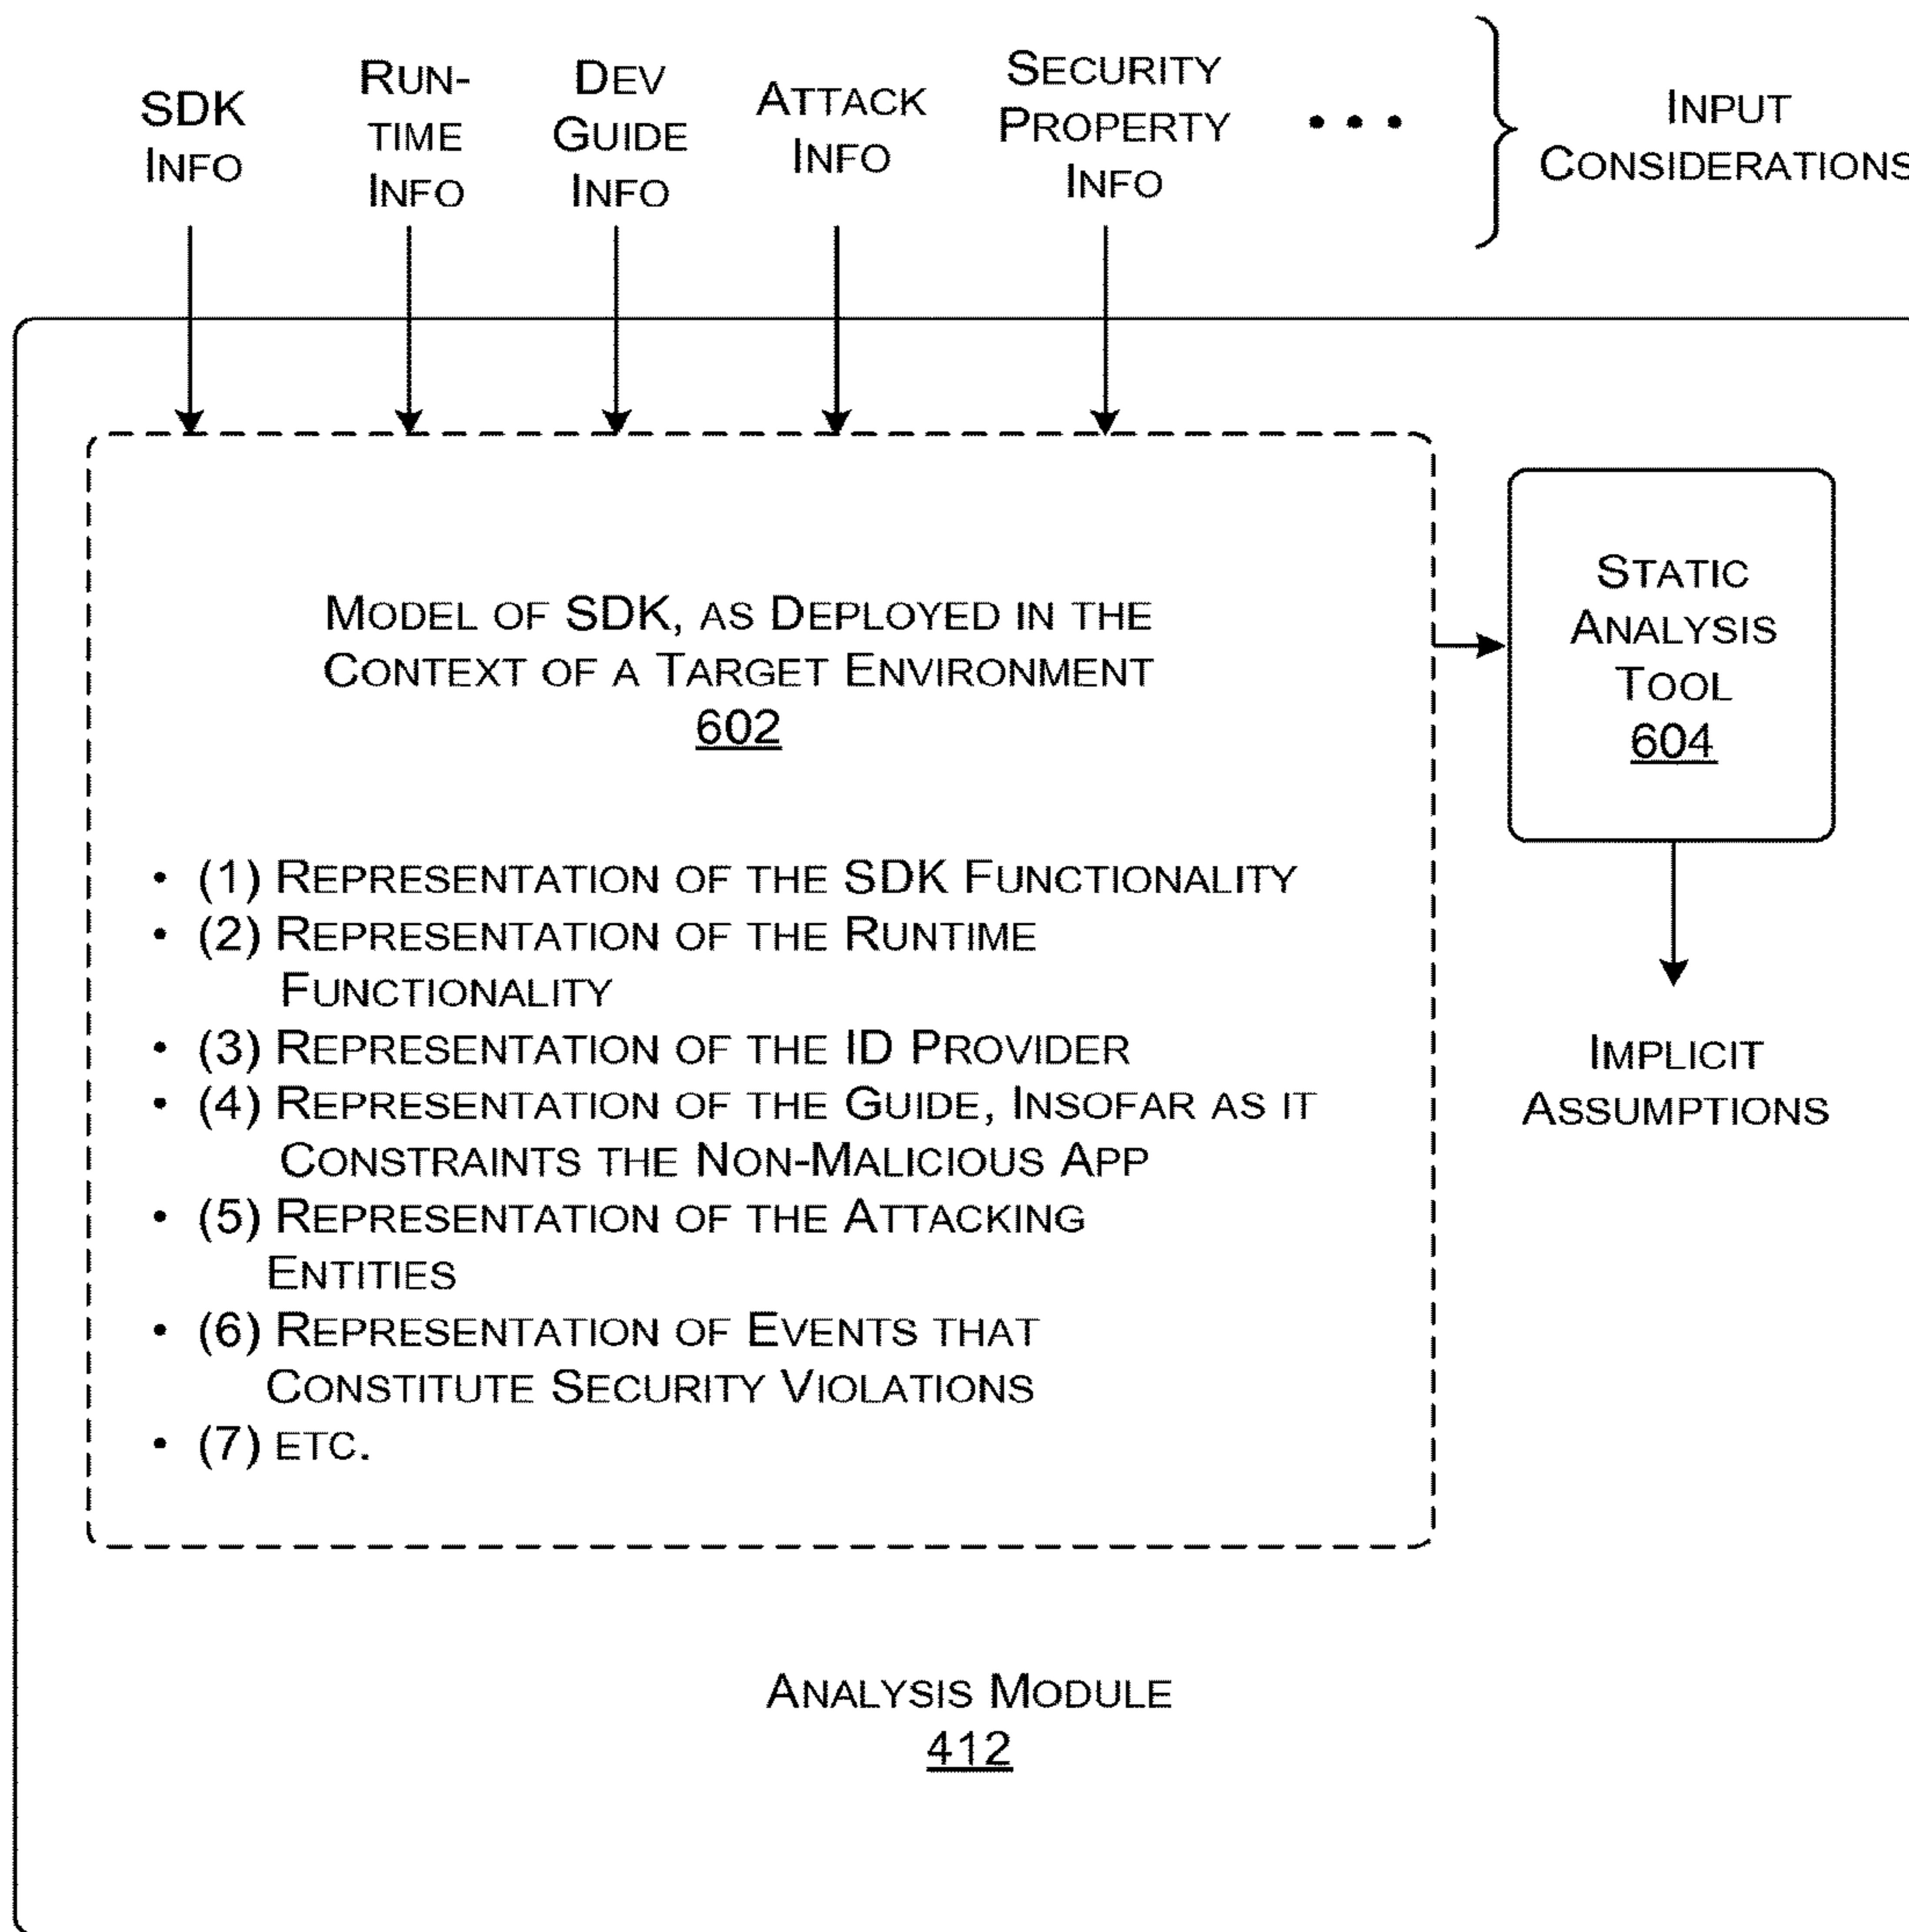 SDK
INFO
RUN-
TIME
INFO
DEV
GUIDE
INFO
ATTACK
INFO
SECURITY
PROPERTY
INFO
• • •
INPUT
CONSIDERATIONS
MODEL OF SDK, AS DEPLOYED IN THE
CONTEXT OF A TARGET ENVIRONMENT
602
• (1) REPRESENTATION OF THE SDK FUNCTIONALITY
• (2) REPRESENTATION OF THE RUNTIME
FUNCTIONALITY
• (3) REPRESENTATION OF THE ID PROVIDER
• (4) REPRESENTATION OF THE GUIDE, INSOFAR AS IT
CONSTRAINTS THE NON-MALICIOUS APP
• (5) REPRESENTATION OF THE ATTACKING
ENTITIES
• (6) REPRESENTATION OF EVENTS THAT
CONSTITUTE SECURITY VIOLATIONS
• (7) ETC.
STATIC
ANALYSIS
TOOL
604
IMPLICIT
ASSUMPTIONS
ANALYSIS MODULE
412